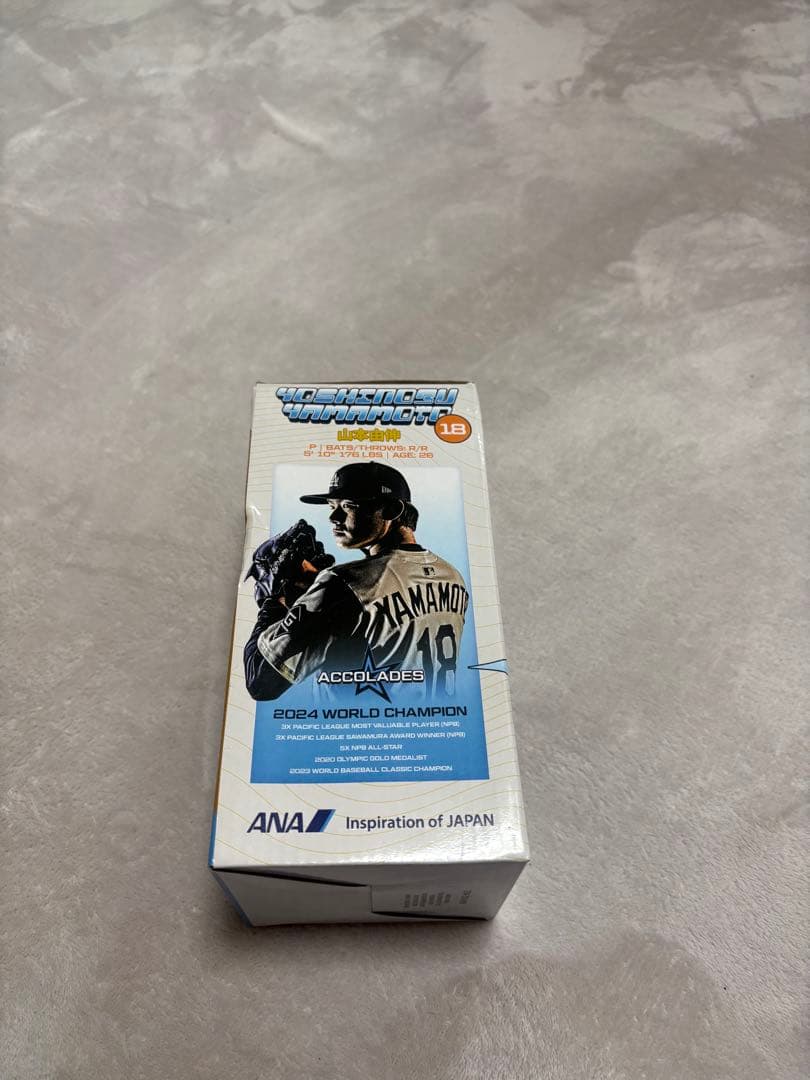 YOSHINOBU
YAMAMOTO
18
山本由伸
P | BATS/THROWS: R/R
5' 10" 176 LBS | AGE: 26
LA
YAMAMOTO
18
ACCOLADES
2024 WORLD CHAMPION
3X PACIFIC LEAGUE MOST VALUABLE PLAYER (NPB)
3X PACIFIC LEAGUE SAWAMURA AWARD WINNER (NPB)
5X NPB ALL-STAR
2020 OLYMPIC GOLD MEDALIST
2023 WORLD BASEBALL CLASSIC CHAMPION
ANA Inspiration of JAPAN